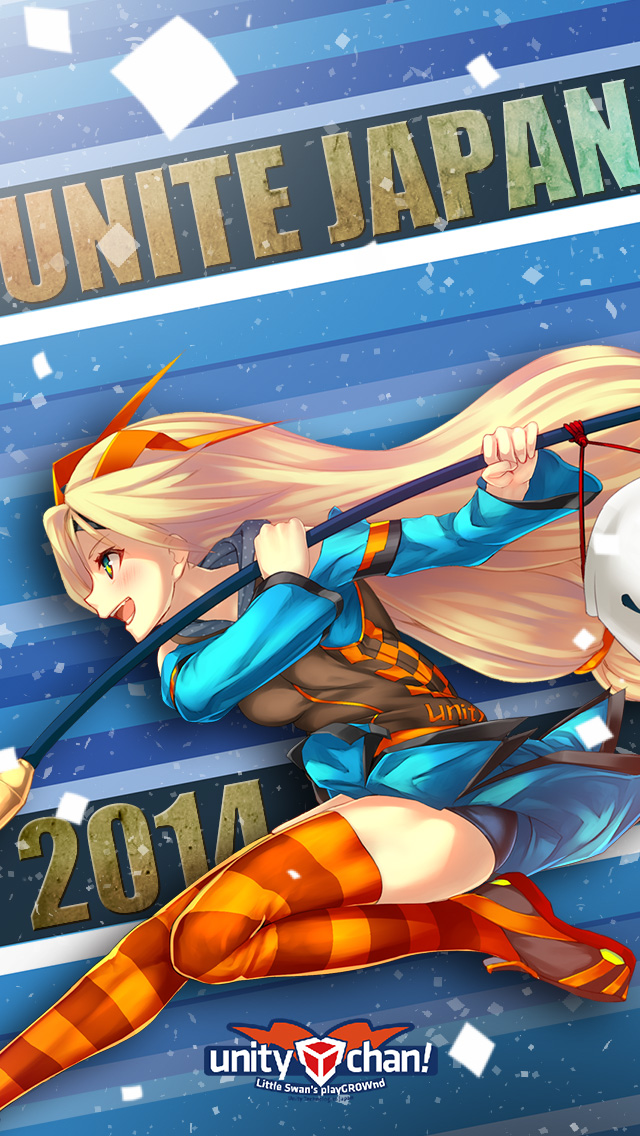 UNITE JAPAN
unity
2014
unity chan!
Little Swan's playGROWnd